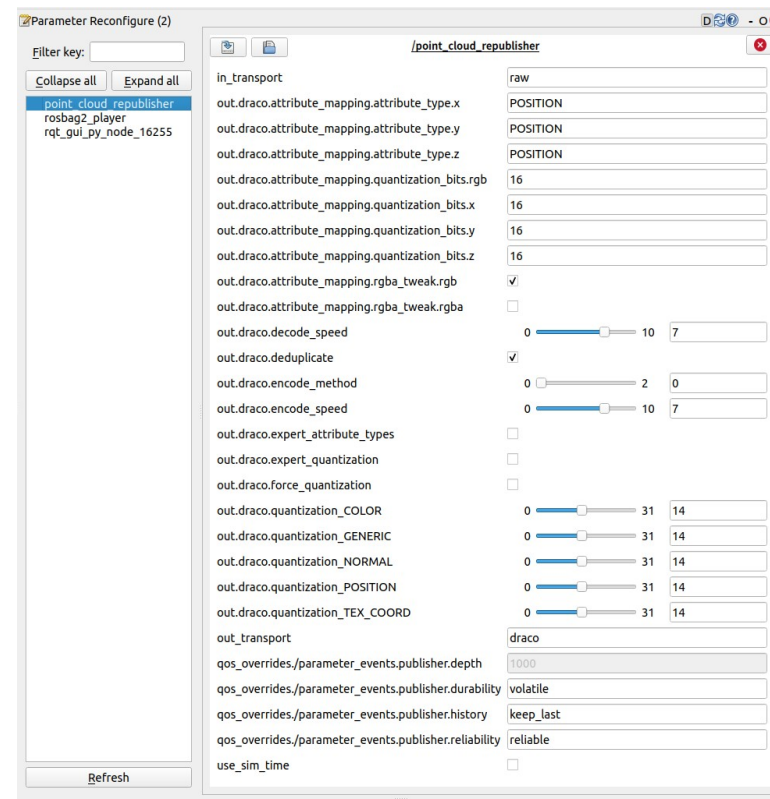 Parameter Reconfigure (2)
D - O
Filter key:
Collapse all Expand all
point_cloud_republisher
rosbag2_player
rqt_gui_py_node_16255
Refresh
/point_cloud_republisher
in_transport raw
out.draco.attribute_mapping.attribute_type.x POSITION
out.draco.attribute_mapping.attribute_type.y POSITION
out.draco.attribute_mapping.attribute_type.z POSITION
out.draco.attribute_mapping.quantization_bits.rgb 16
out.draco.attribute_mapping.quantization_bits.x 16
out.draco.attribute_mapping.quantization_bits.y 16
out.draco.attribute_mapping.quantization_bits.z 16
out.draco.attribute_mapping.rgba_tweak.rgb
out.draco.attribute_mapping.rgba_tweak.rgba
out.draco.decode_speed 0 10 7
out.draco.deduplicate
out.draco.encode_method 0 2 0
out.draco.encode_speed 0 10 7
out.draco.expert_attribute_types
out.draco.expert_quantization
out.draco.force_quantization
out.draco.quantization_COLOR 0 31 14
out.draco.quantization_GENERIC 0 31 14
out.draco.quantization_NORMAL 0 31 14
out.draco.quantization_POSITION 0 31 14
out.draco.quantization_TEX_COORD 0 31 14
out_transport draco
qos_overrides./parameter_events.publisher.depth 1000
qos_overrides./parameter_events.publisher.durability volatile
qos_overrides./parameter_events.publisher.history keep_last
qos_overrides./parameter_events.publisher.reliability reliable
use_sim_time